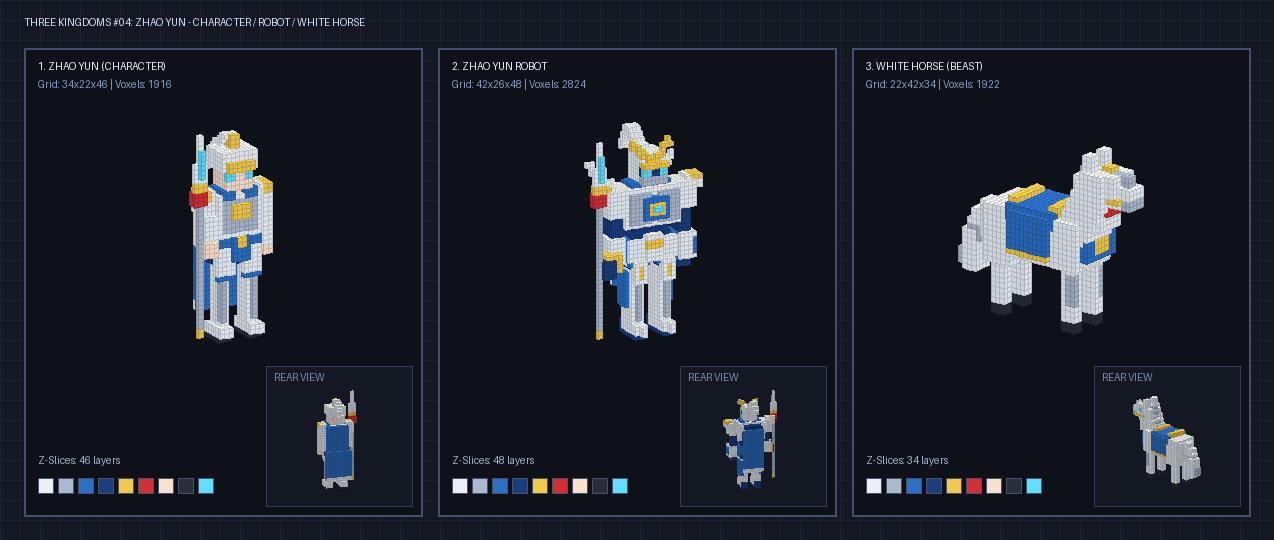 THREE KINGDOMS #04: ZHAO YUN - CHARACTER / ROBOT / WHITE HORSE
1. ZHAO YUN (CHARACTER)
Grid: 34x22x46 | Voxels: 1916
REAR VIEW
Z-Slices: 46 layers
2. ZHAO YUN ROBOT
Grid: 42x26x48 | Voxels: 2824
REAR VIEW
Z-Slices: 48 layers
3. WHITE HORSE (BEAST)
Grid: 22x42x34 | Voxels: 1922
REAR VIEW
Z-Slices: 34 layers